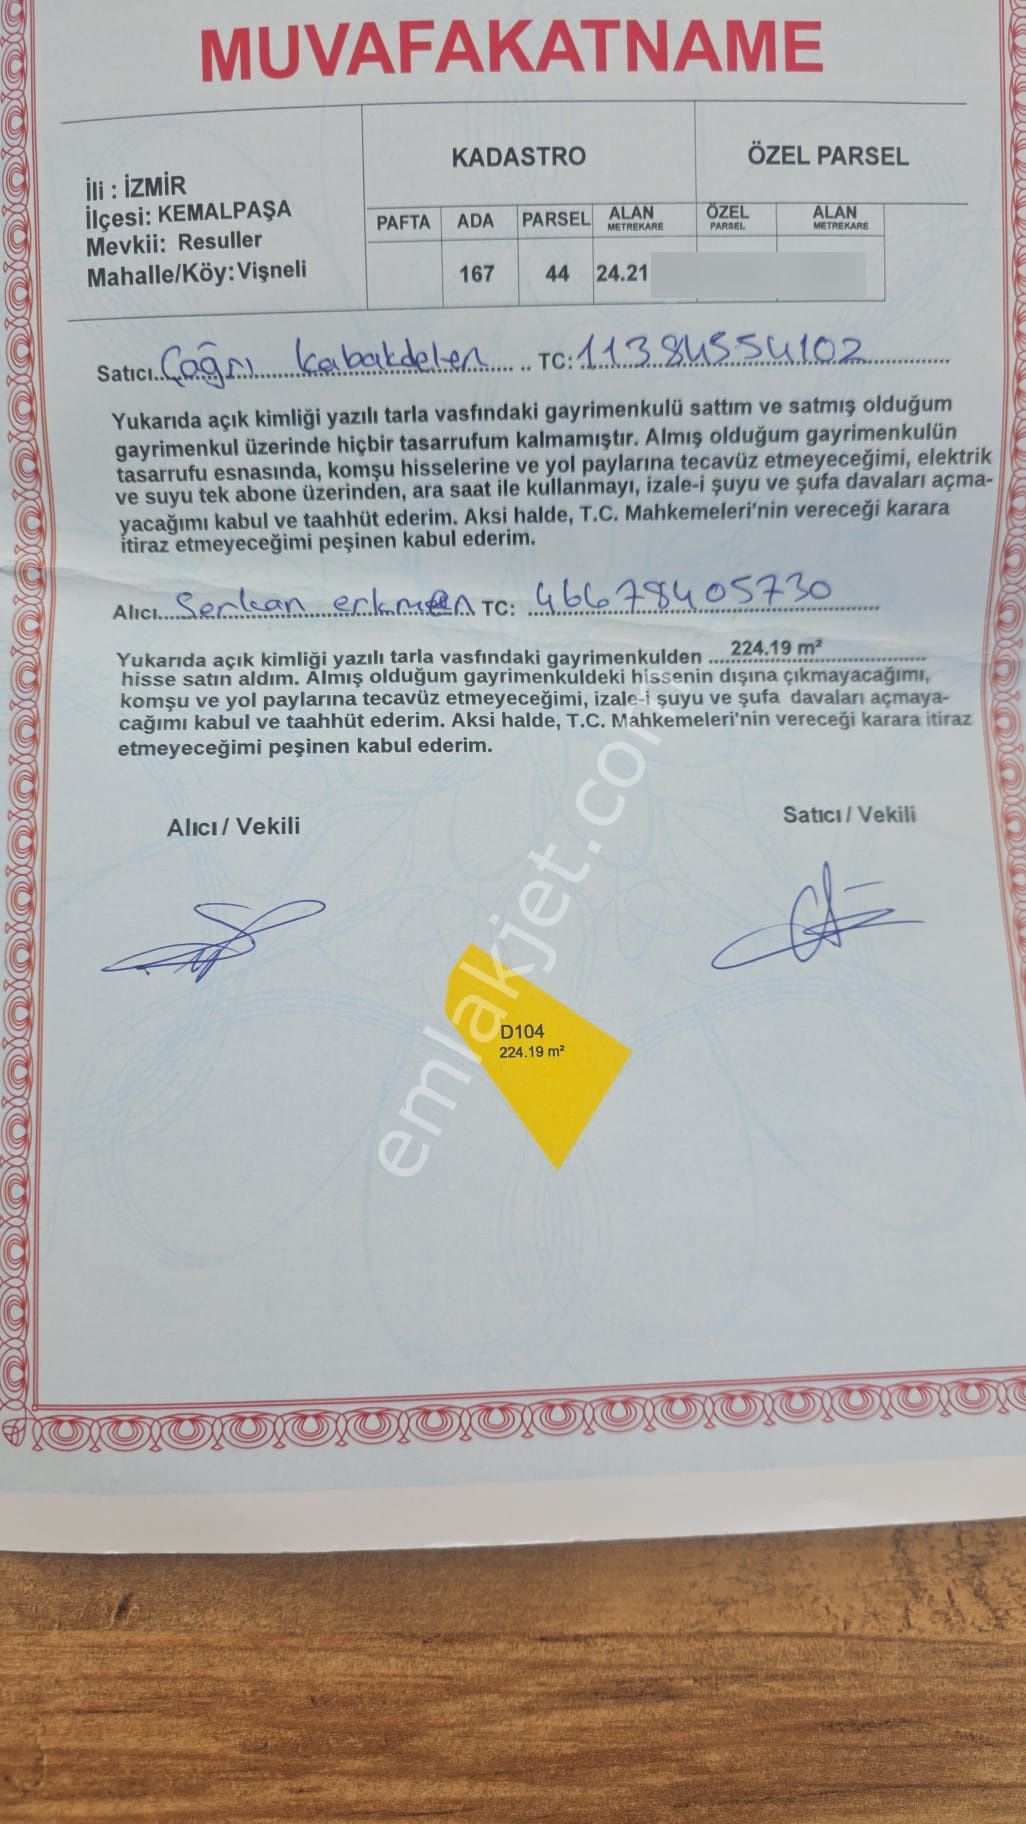 MUVAFAKATNAME
KADASTRO
ÖZEL PARSEL
İli : İZMİR
İlçesi: KEMALPAŞA
Mevkii: Resuller
Mahalle/Köy:Vişneli
PAFTA ADA PARSEL ALAN METREKARE ÖZEL PARSEL ALAN METREKARE
167 44 24.21
Satıcı..Çağrı kabakdelen.... .. TC:11384554102
Yukarıda açık kimliği yazılı tarla vasfındaki gayrimenkulü sattım ve satmış olduğum
gayrimenkul üzerinde hiçbir tasarrufum kalmamıştır. Almış olduğum gayrimenkulün
tasarrufu esnasında, komşu hisselerine ve yol paylarına tecavüz etmeyeceğimi, elektrik
ve suyu tek abone üzerinden, ara saat ile kullanmayı, izale-i şuyu ve şufa davaları açma-
yacağımı kabul ve taahhüt ederim. Aksi halde, T.C. Mahkemeleri'nin vereceği karara
itiraz etmeyeceğimi peşinen kabul ederim.
Alıcı...Serkan erkmen TC: 46678405730
Yukarıda açık kimliği yazılı tarla vasfındaki gayrimenkulden ...224.19 m²
hisse satın aldım. Almış olduğum gayrimenkuldeki hissenin dışına çıkmayacağımı,
komşu ve yol paylarına tecavüz etmeyeceğimi, izale-i şuyu ve şufa davaları açmaya-
cağımı kabul ve taahhüt ederim. Aksi halde, T.C. Mahkemeleri'nin vereceği karara itiraz
etmeyeceğimi peşinen kabul ederim.
Alıcı / Vekili
Satıcı / Vekili
D104
224.19 m²
emlakjet.com